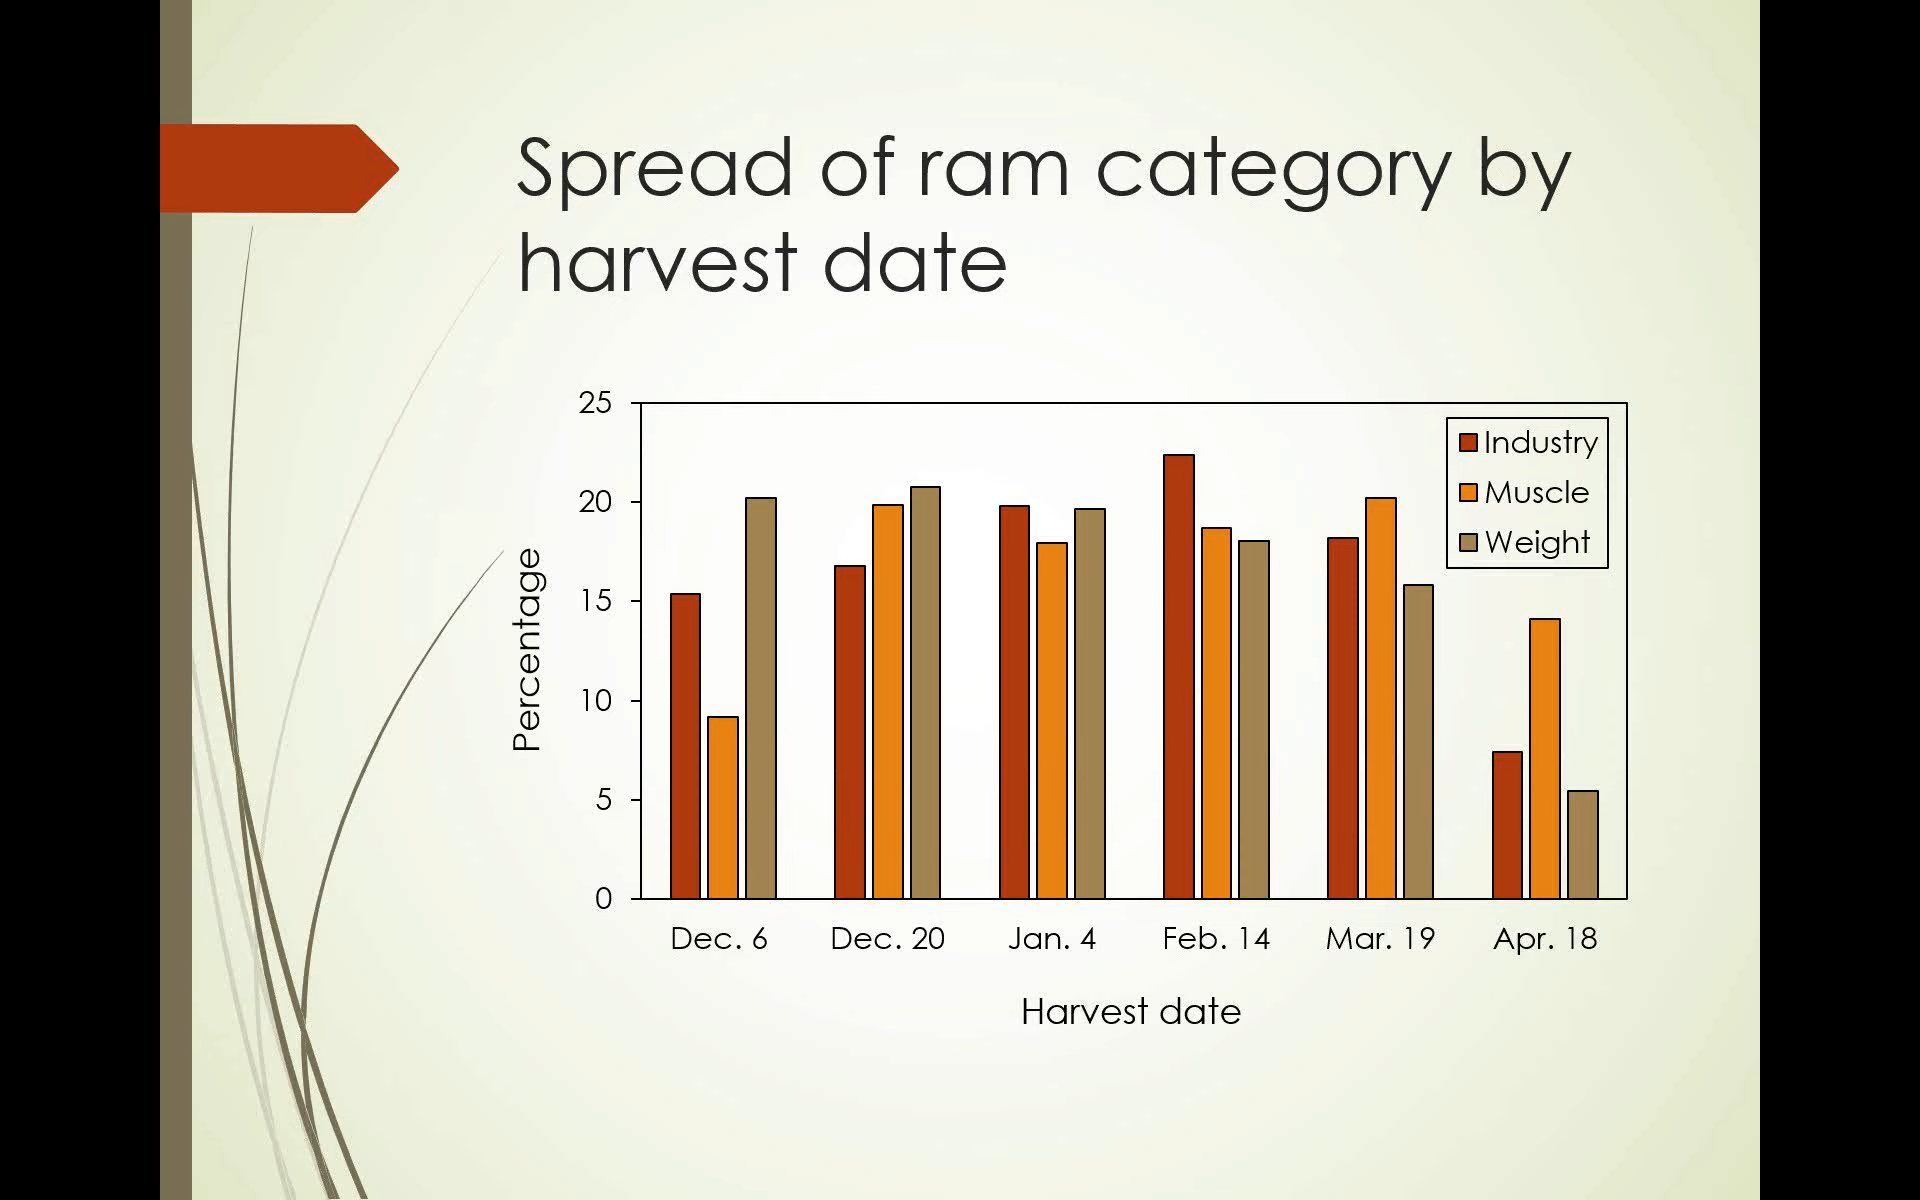 Spread of ram category by
harvest date
25
20
15
10
5
0
Percentage
Industry
Muscle
Weight
Dec. 6
Dec. 20
Jan. 4
Feb. 14
Mar. 19
Apr. 18
Harvest date